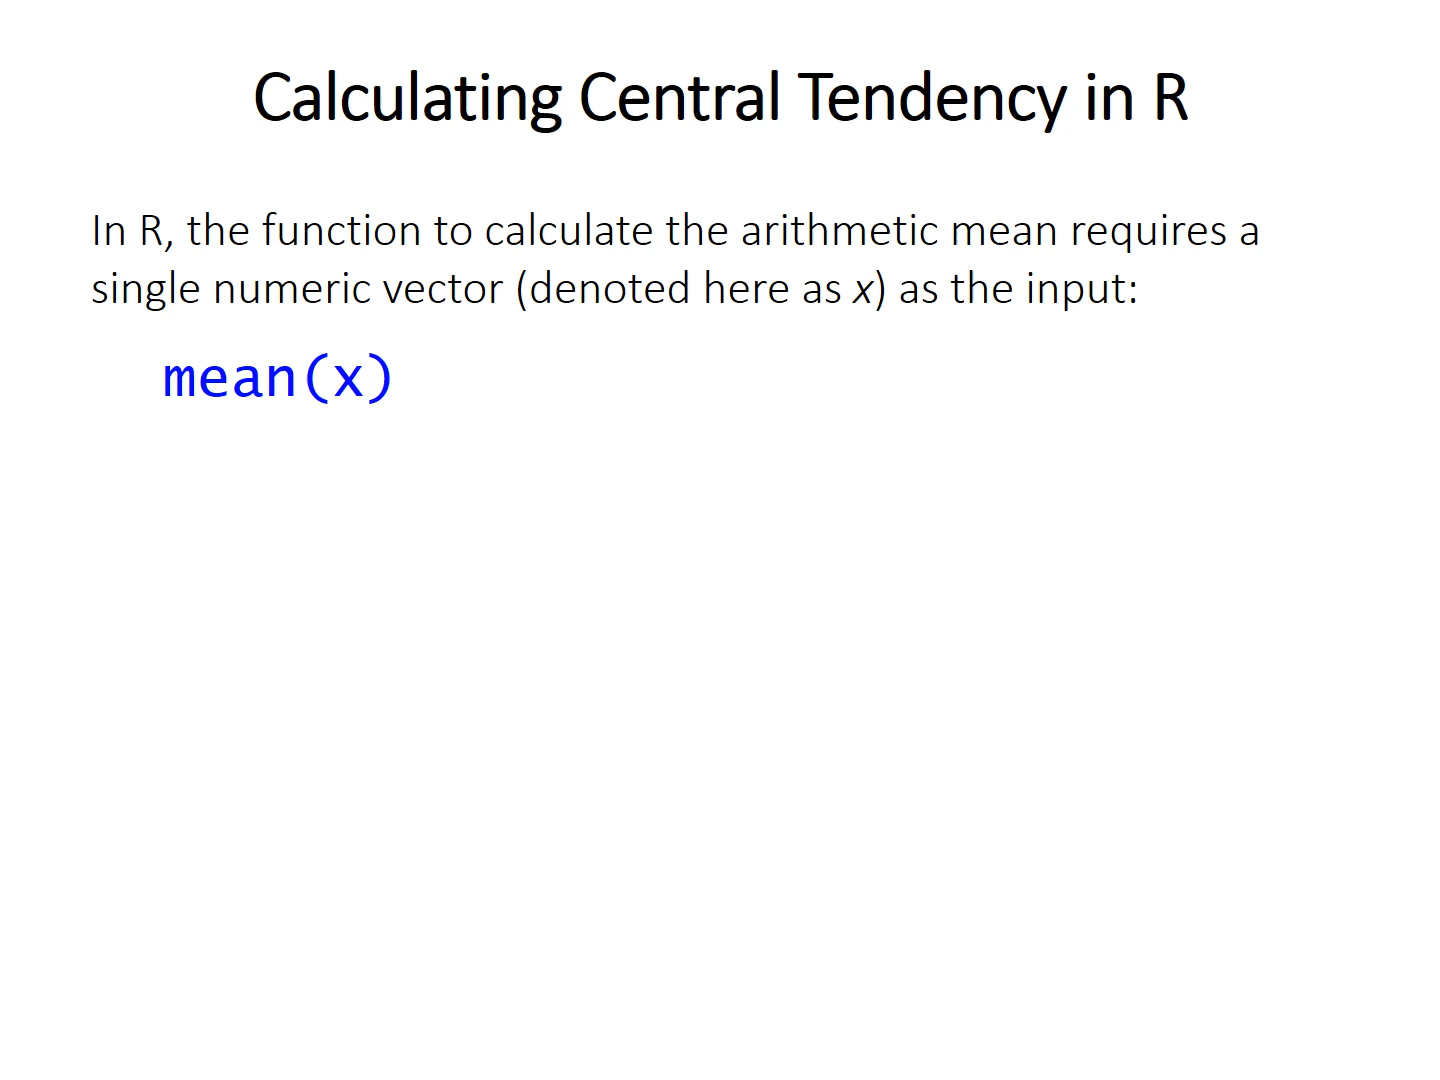 Calculating Central Tendency in R
In R, the function to calculate the arithmetic mean requires a
single numeric vector (denoted here as x) as the input:
mean(x)